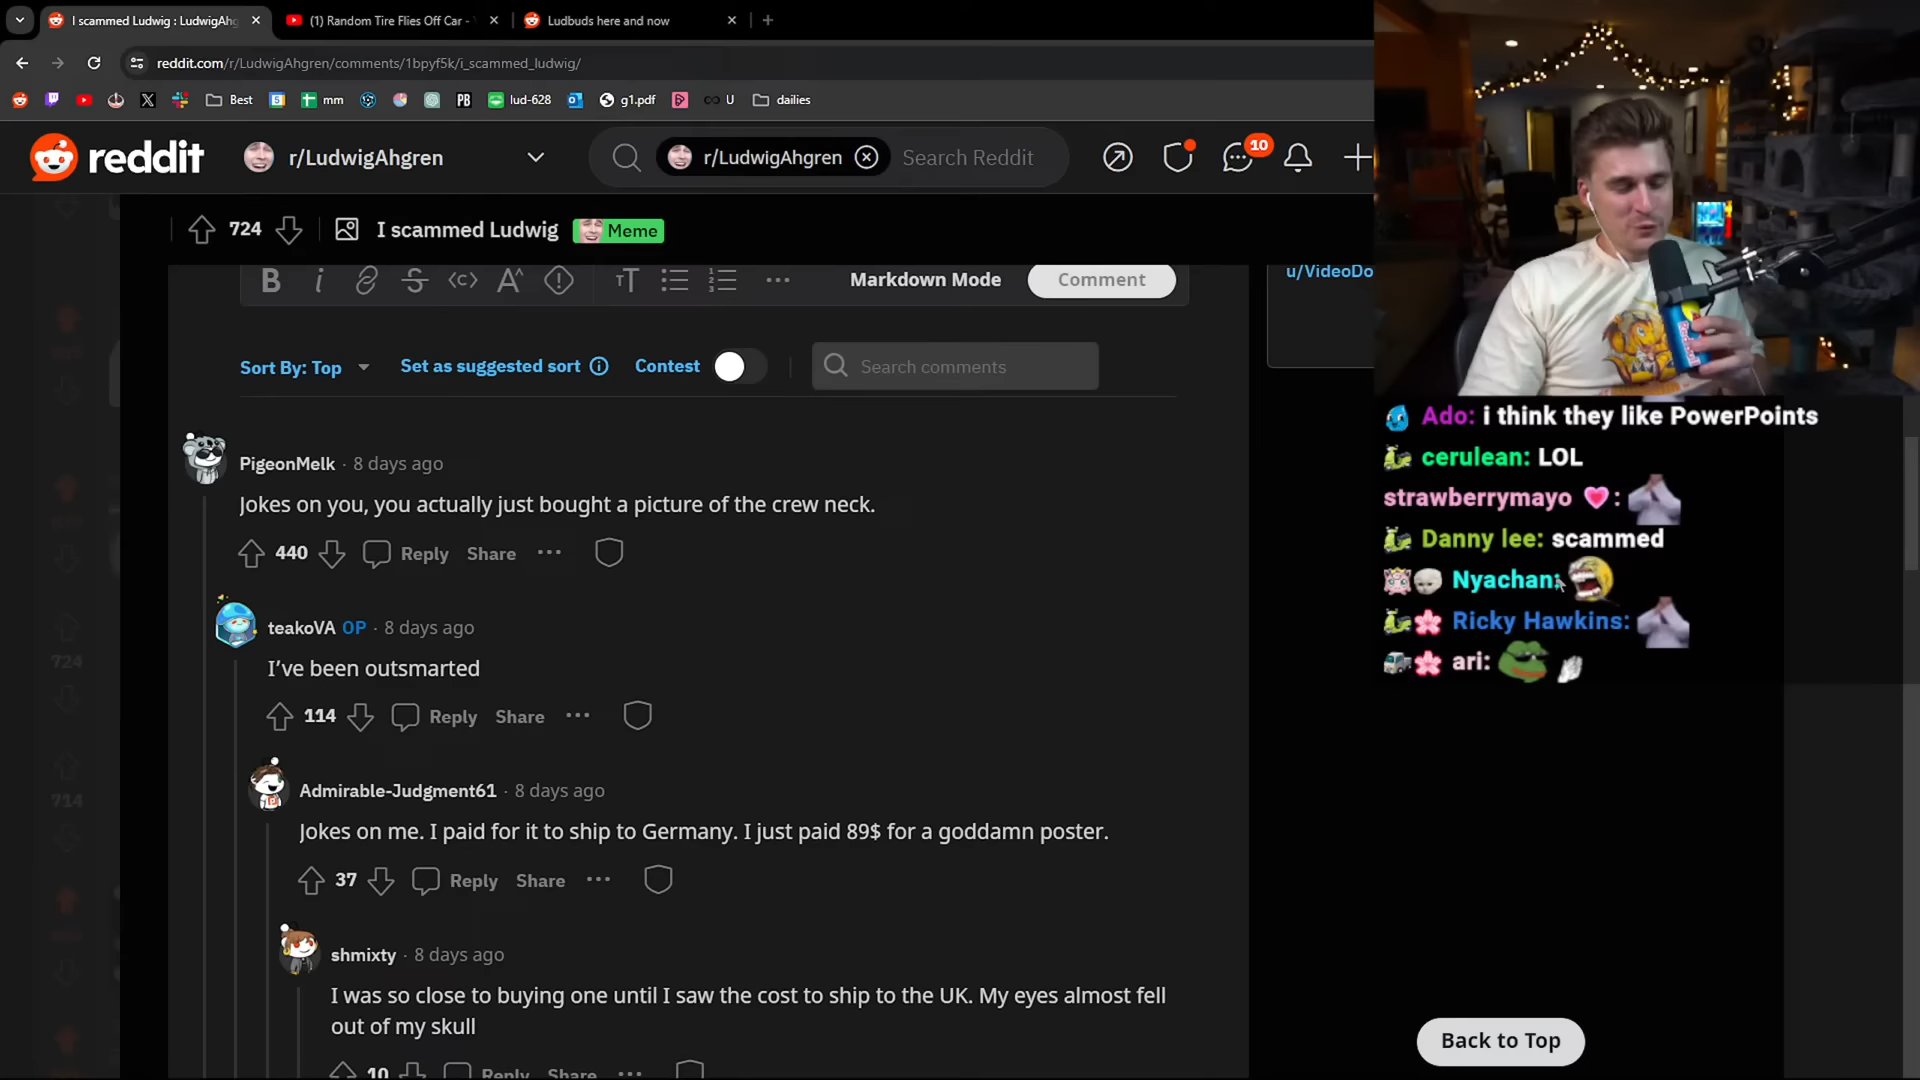 I scammed Ludwig : LudwigAhg
(1) Random Tire Flies Off Car -
Ludbuds here and now
reddit.com/r/LudwigAhgren/comments/1bpyf5k/i_scammed_ludwig/
Best
mm
PB
lud-628
g1.pdf
U
dailies
reddit
r/LudwigAhgren
r/LudwigAhgren
Search Reddit
10
724
I scammed Ludwig
Meme
Markdown Mode
Comment
u/VideoDo
Sort By: Top
Set as suggested sort
Contest
Search comments
PigeonMelk · 8 days ago
Jokes on you, you actually just bought a picture of the crew neck.
440
Reply
Share
teakoVA OP · 8 days ago
I've been outsmarted
114
Reply
Share
Admirable-Judgment61 · 8 days ago
Jokes on me. I paid for it to ship to Germany. I just paid 89$ for a goddamn poster.
37
Reply
Share
shmixty · 8 days ago
I was so close to buying one until I saw the cost to ship to the UK. My eyes almost fell
out of my skull
10
Reply
Share
724
714
Ado: i think they like PowerPoints
cerulean: LOL
strawberrymayo :
Danny lee: scammed
Nyachan:
Ricky Hawkins:
ari:
Back to Top